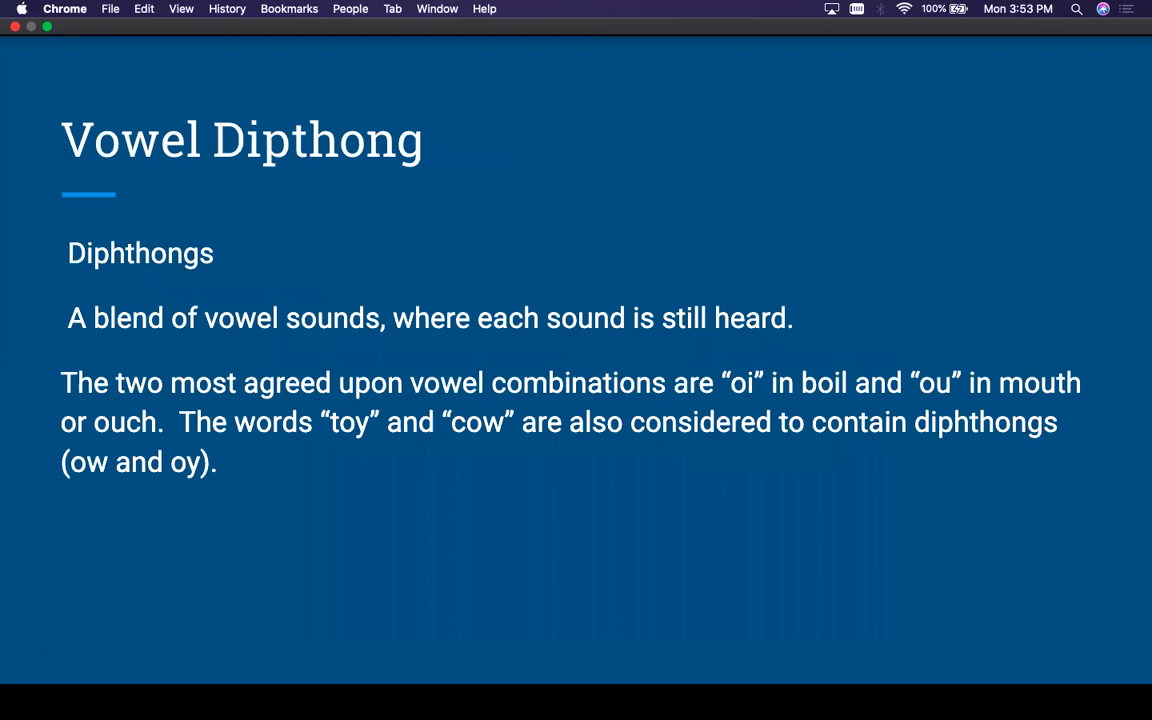 Chrome File Edit View History Bookmarks People Tab Window Help 100% Mon 3:53 PM
Vowel Dipthong
Diphthongs
A blend of vowel sounds, where each sound is still heard.
The two most agreed upon vowel combinations are “oi” in boil and “ou” in mouth
or ouch. The words “toy” and “cow” are also considered to contain diphthongs
(ow and oy).